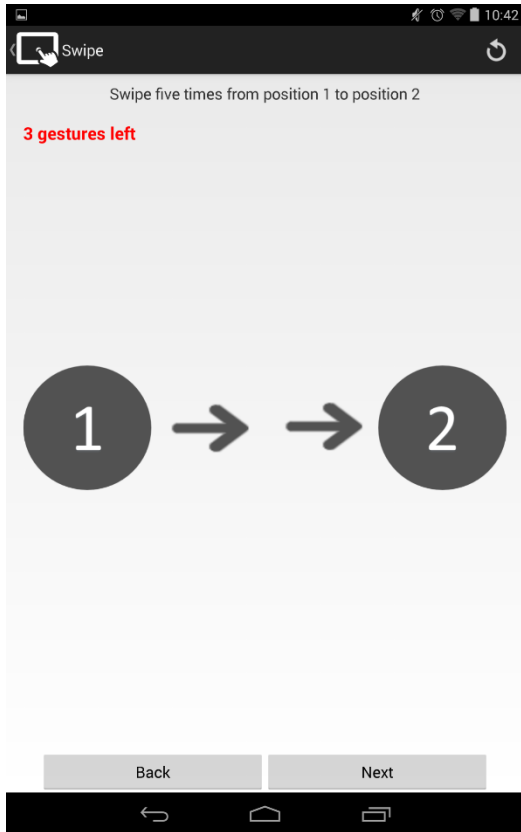 10:42
Swipe
Swipe five times from position 1 to position 2
3 gestures left
1 2
Back Next